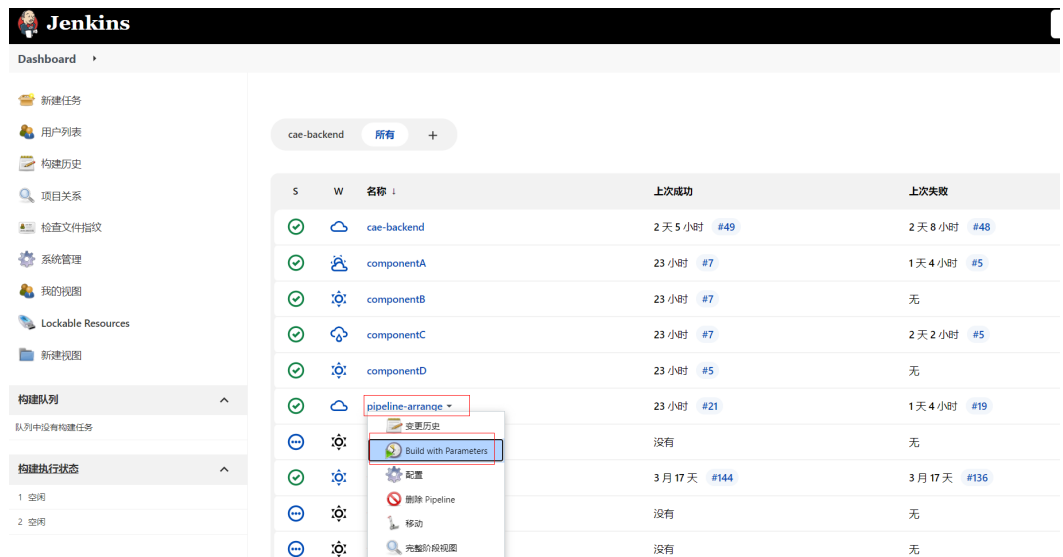 Jenkins
Dashboard
新建任务
用户列表
构建历史
项目关系
检查文件指纹
系统管理
我的视图
Lockable Resources
新建视图
构建队列
队列中没有构建任务
构建执行状态
1 空闲
2 空闲
cae-backend 所有 +
S W 名称 ↓ 上次成功 上次失败
cae-backend 2 天 5 小时 #49 2 天 8 小时 #48
componentA 23 小时 #7 1 天 4 小时 #5
componentB 23 小时 #7 无
componentC 23 小时 #7 2 天 2 小时 #5
componentD 23 小时 #5 无
pipeline-arrange 23 小时 #21 1 天 4 小时 #19
变更历史
没有 无
Build with Parameters
配置
3 月 17 天 #144 3 月 17 天 #136
删除 Pipeline
没有 无
移动
完整阶段视图
没有 无